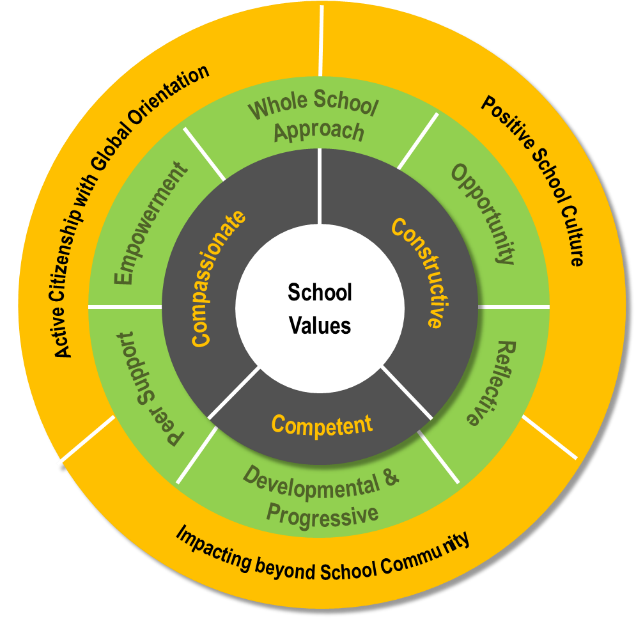 Active Citizenship with Global Orientation
Positive School Culture
Impacting beyond School Community
Whole School
Approach
Opportunity
Reflective
Developmental &
Progressive
Peer Support
Empowerment
Compassionate
Constructive
Competent
School
Values